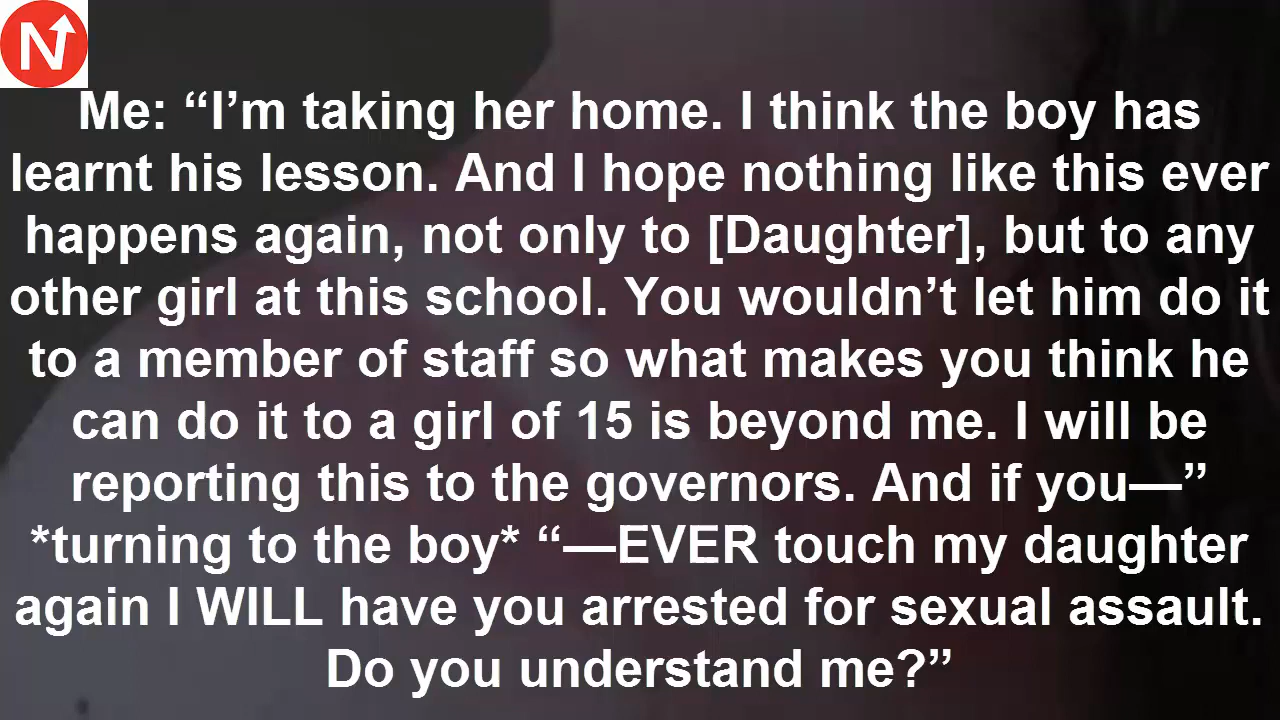 N
Me: “I’m taking her home. I think the boy has
learnt his lesson. And I hope nothing like this ever
happens again, not only to [Daughter], but to any
other girl at this school. You wouldn’t let him do it
to a member of staff so what makes you think he
can do it to a girl of 15 is beyond me. I will be
reporting this to the governors. And if you—”
*turning to the boy* “—EVER touch my daughter
again I WILL have you arrested for sexual assault.
Do you understand me?”